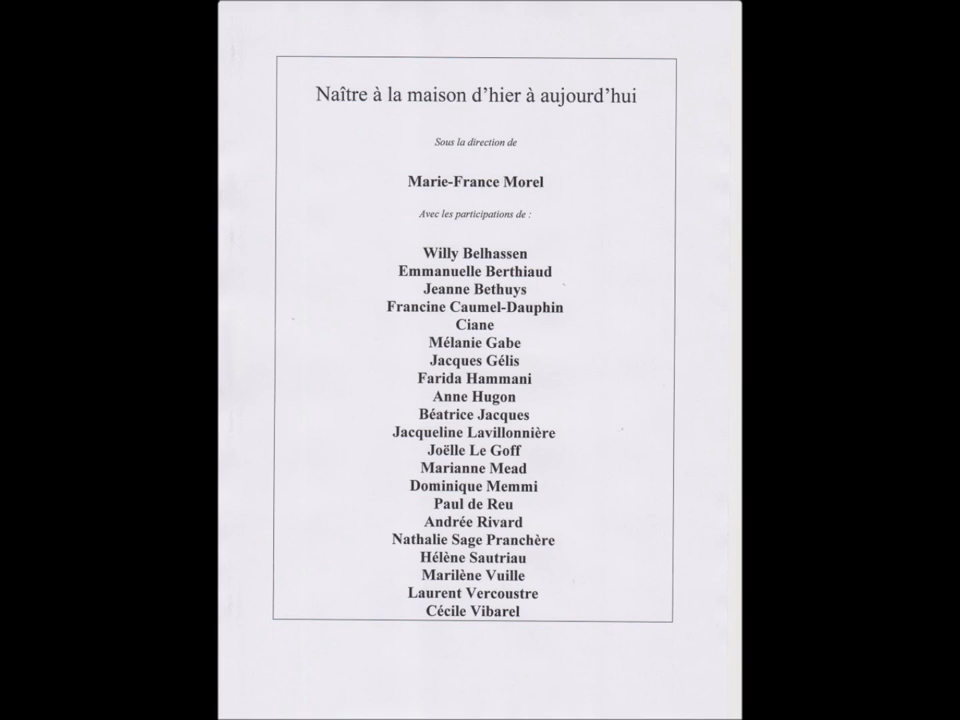 Naître à la maison d'hier à aujourd'hui
Sous la direction de
Marie-France Morel
Avec les participations de :
Willy Belhassen
Emmanuelle Berthiaud
Jeanne Bethuys
Francine Caumel-Dauphin
Ciane
Mélanie Gabe
Jacques Gélis
Farida Hammani
Anne Hugon
Béatrice Jacques
Jacqueline Lavillonnière
Joëlle Le Goff
Marianne Mead
Dominique Memmi
Paul de Reu
Andrée Rivard
Nathalie Sage Pranchère
Hélène Sautriau
Marilène Vuille
Laurent Vercoustre
Cécile Vibarel